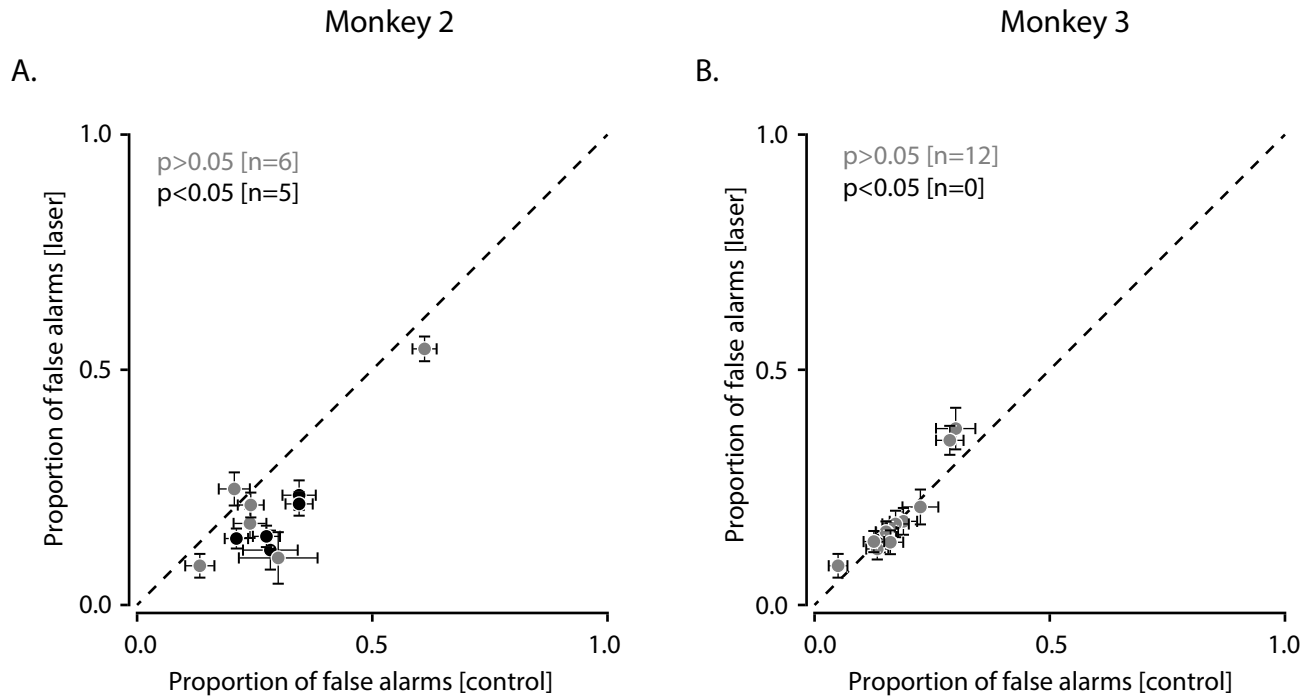 Monkey 2
A.
1.0
p>0.05 [n=6]
p<0.05 [n=5]
Proportion of false alarms [laser]
0.5
0.0
0.0 0.5 1.0
Proportion of false alarms [control]
Monkey 3
B.
1.0
p>0.05 [n=12]
p<0.05 [n=0]
Proportion of false alarms [laser]
0.5
0.0
0.0 0.5 1.0
Proportion of false alarms [control]